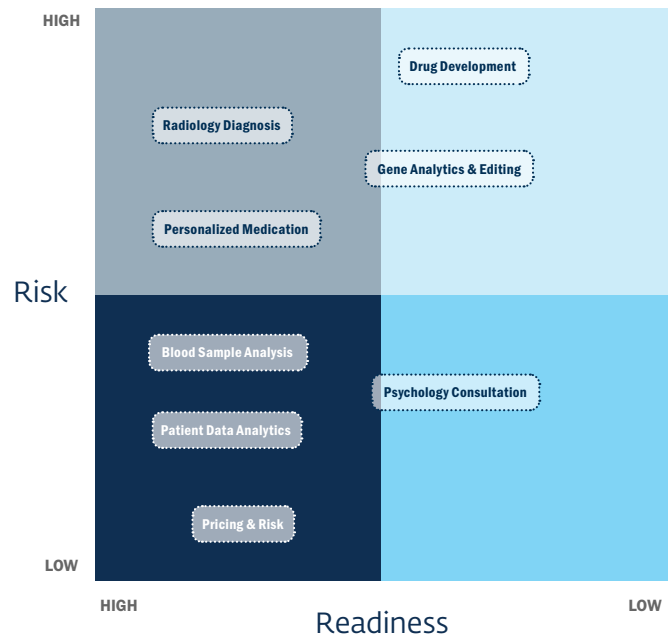 HIGH
Drug Development
Radiology Diagnosis
Gene Analytics & Editing
Personalized Medication
Risk
Blood Sample Analysis
Psychology Consultation
Patient Data Analytics
Pricing & Risk
LOW
HIGH
LOW
Readiness